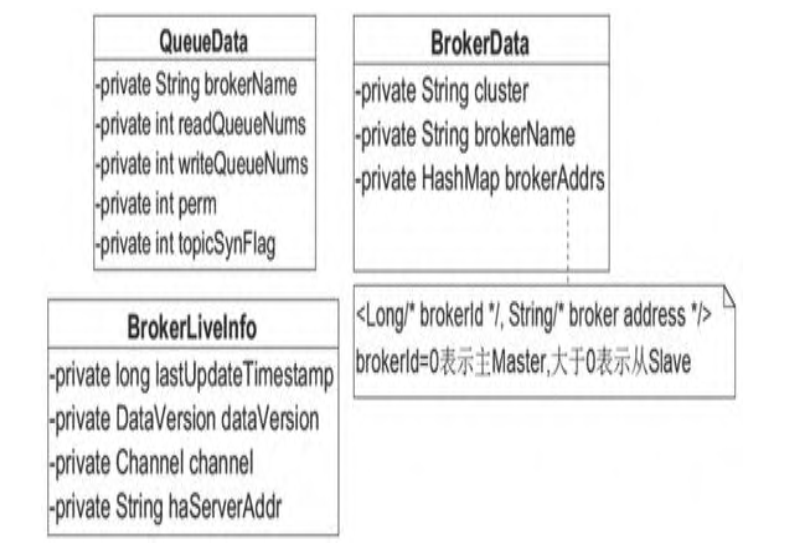 QueueData
-private String brokerName
-private int readQueueNums
-private int writeQueueNums
-private int perm
-private int topicSynFlag
BrokerData
-private String cluster
-private String brokerName
-private HashMap brokerAddrs
<Long/* brokerId */, String/* broker address */>
brokerId=0表示主Master,大于0表示从Slave
BrokerLiveInfo
-private long lastUpdateTimestamp
-private DataVersion dataVersion
-private Channel channel
-private String haServerAddr